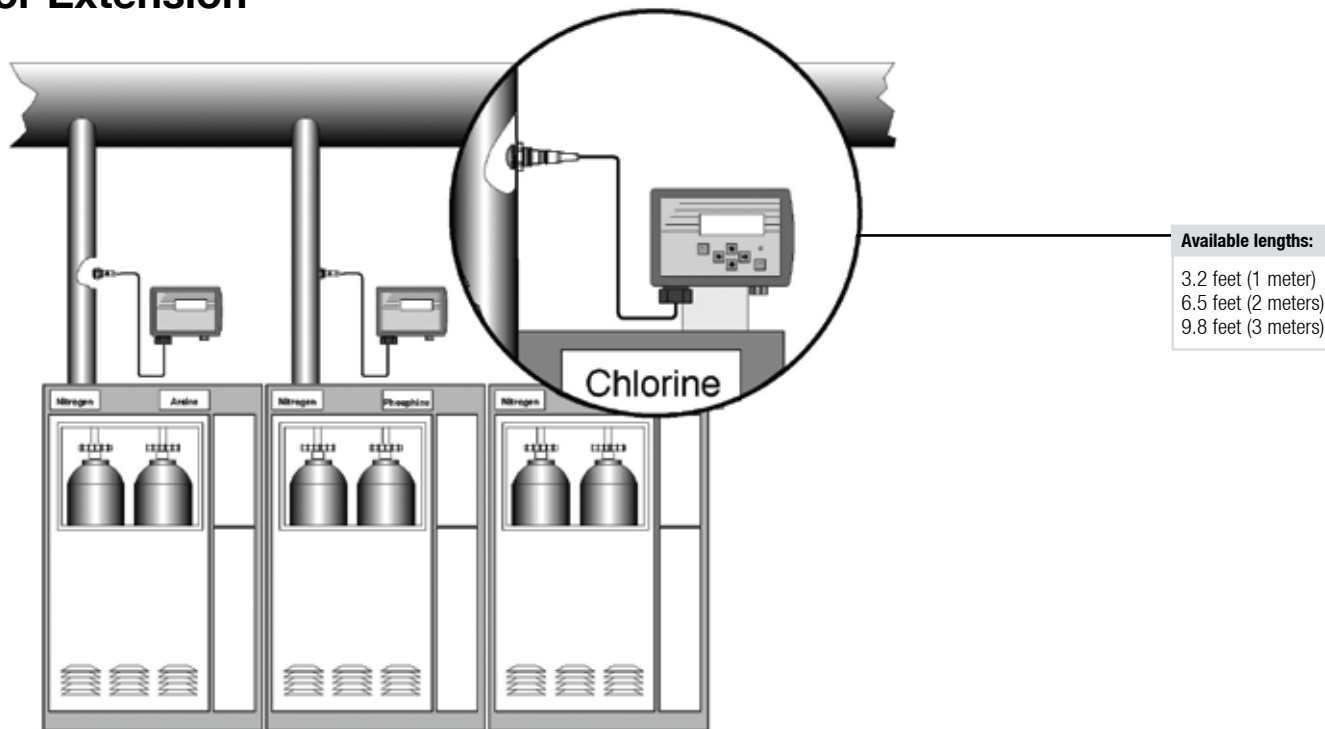 or Extension
Available lengths:
3.2 feet (1 meter)
6.5 feet (2 meters)
9.8 feet (3 meters)
Chlorine
Nitrogen
Arsine
Nitrogen
Phosphine
Nitrogen